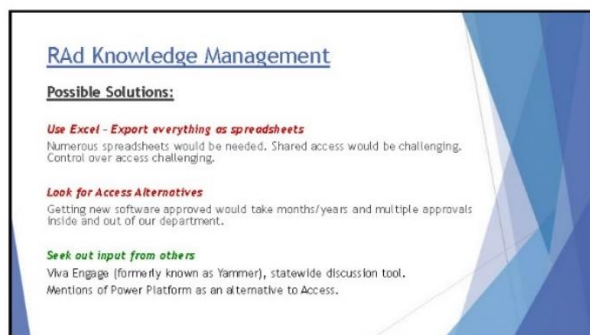 RAd Knowledge Management
Possible Solutions:
Use Excel - Export everything as spreadsheets
Numerous spreadsheets would be needed. Shared access would be challenging.
Control over access challenging.
Look for Access Alternatives
Getting new software approved would take months/years and multiple approvals
inside and out of our department.
Seek out input from others
Viva Engage (formerly known as Yammer), statewide discussion tool.
Mentions of Power Platform as an alternative to Access.